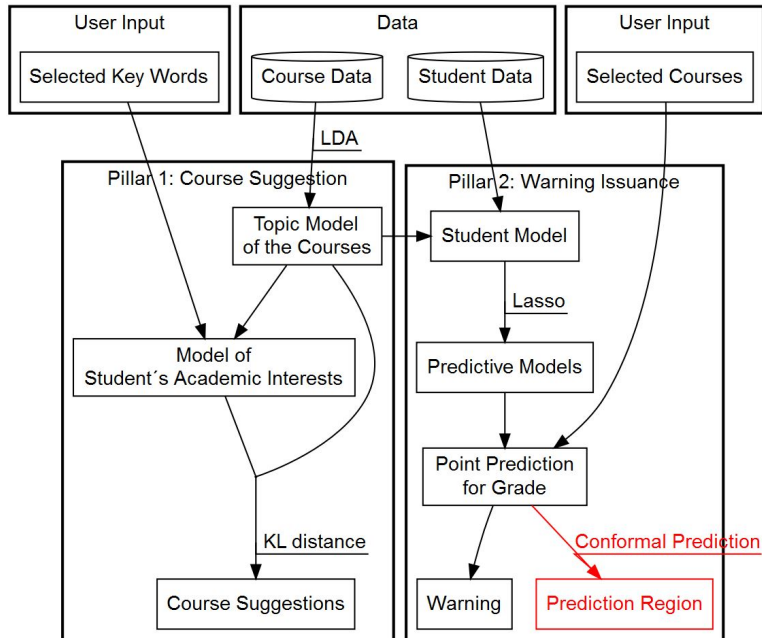 User Input
Data
User Input
Selected Key Words
Course Data
Student Data
Selected Courses
LDA
Pillar 1: Course Suggestion
Pillar 2: Warning Issuance
Topic Model
of the Courses
Student Model
Lasso
Model of
Student´s Academic Interests
Predictive Models
Point Prediction
for Grade
KL distance
Conformal Prediction
Course Suggestions
Warning
Prediction Region